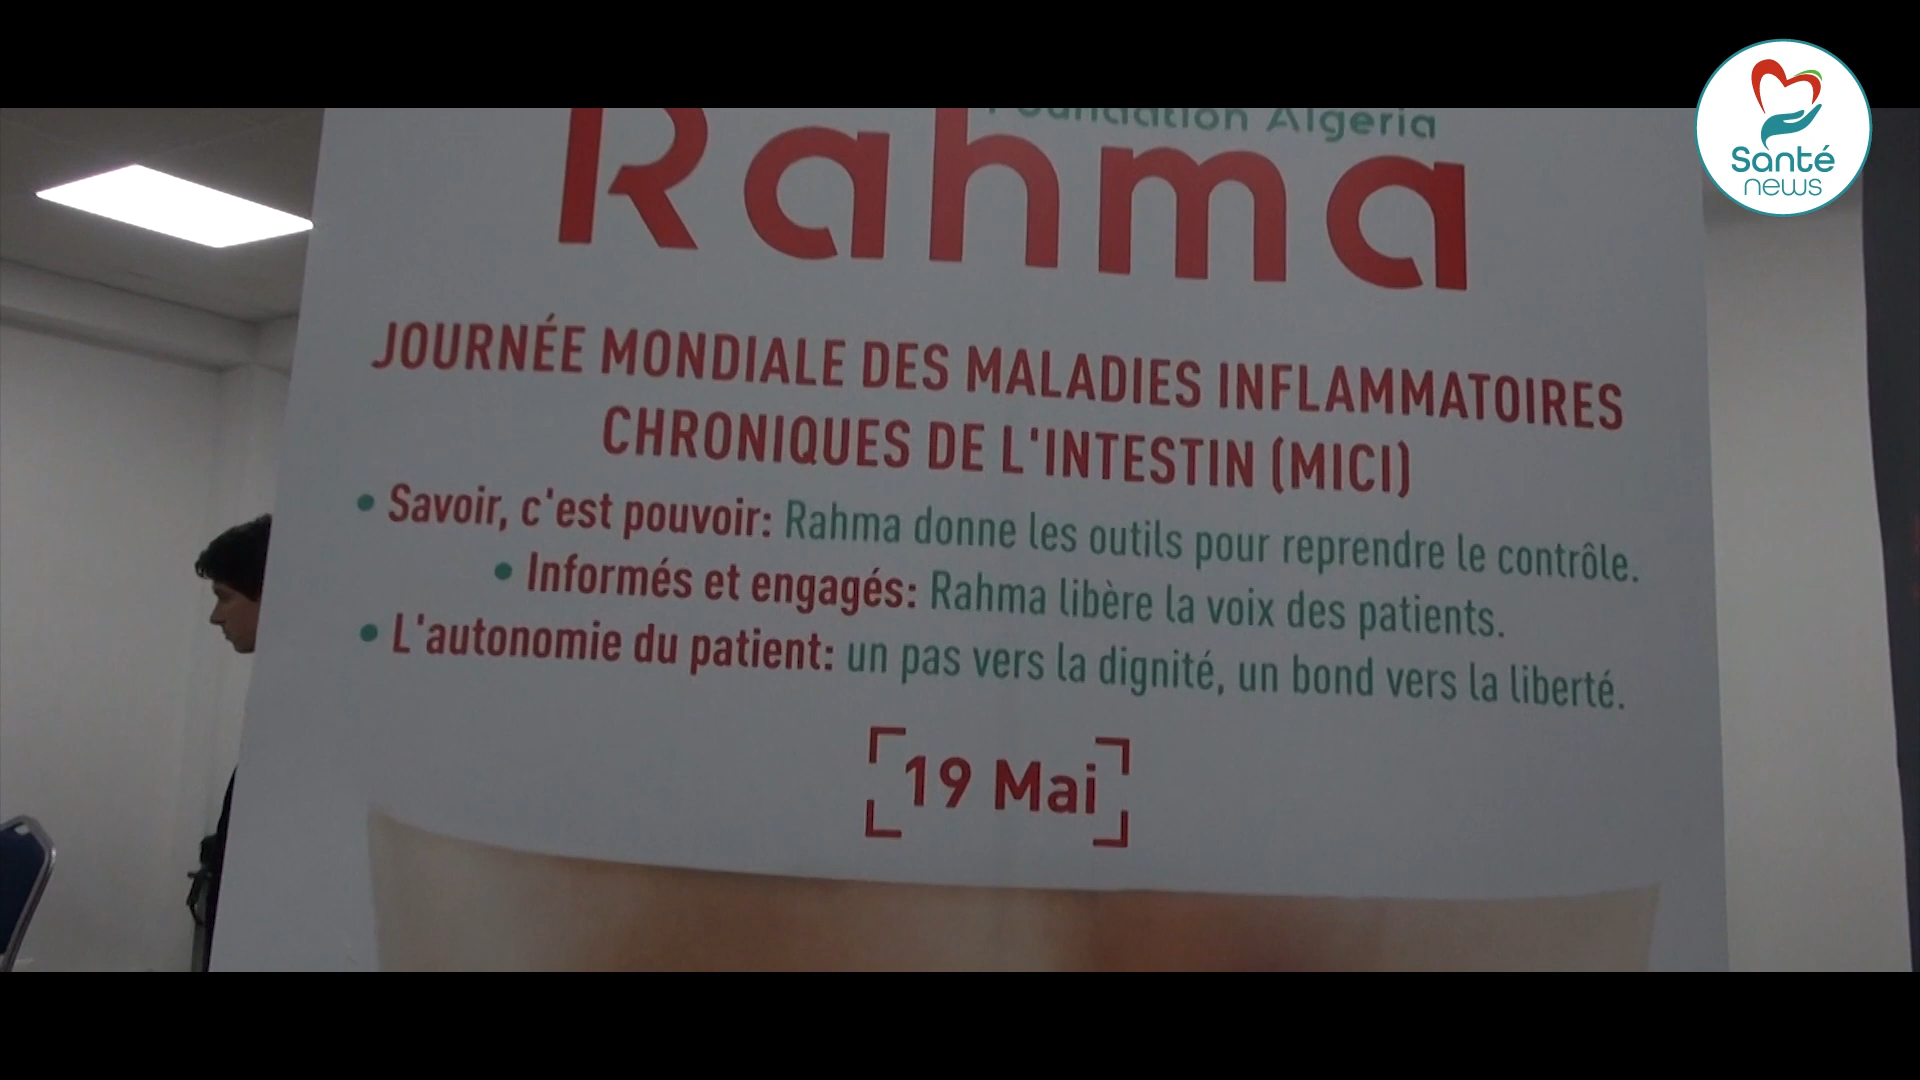 Foundation Algeria
Rahma
JOURNÉE MONDIALE DES MALADIES INFLAMMATOIRES
CHRONIQUES DE L'INTESTIN (MICI)
• Savoir, c'est pouvoir: Rahma donne les outils pour reprendre le contrôle.
• Informés et engagés: Rahma libère la voix des patients.
• L'autonomie du patient: un pas vers la dignité, un bond vers la liberté.
19 Mai
Santé
news